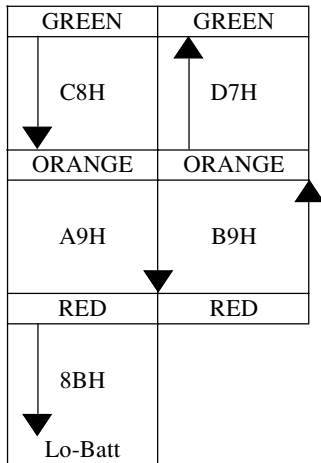 GREEN GREEN
C8H D7H
ORANGE ORANGE
A9H B9H
RED RED
8BH
Lo-Batt